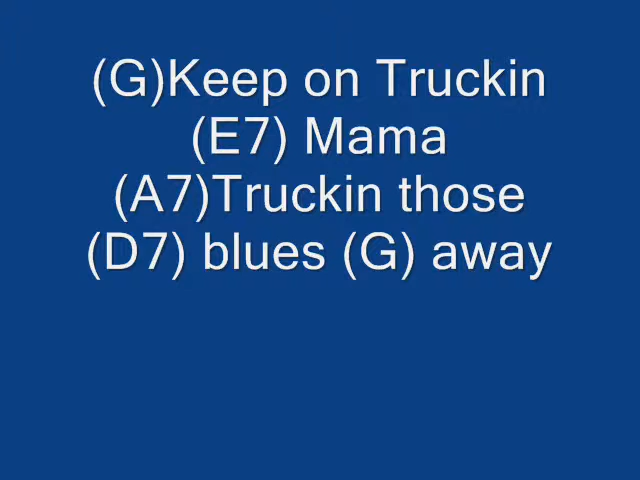 (G)Keep on Truckin
(E7) Mama
(A7)Truckin those
(D7) blues (G) away